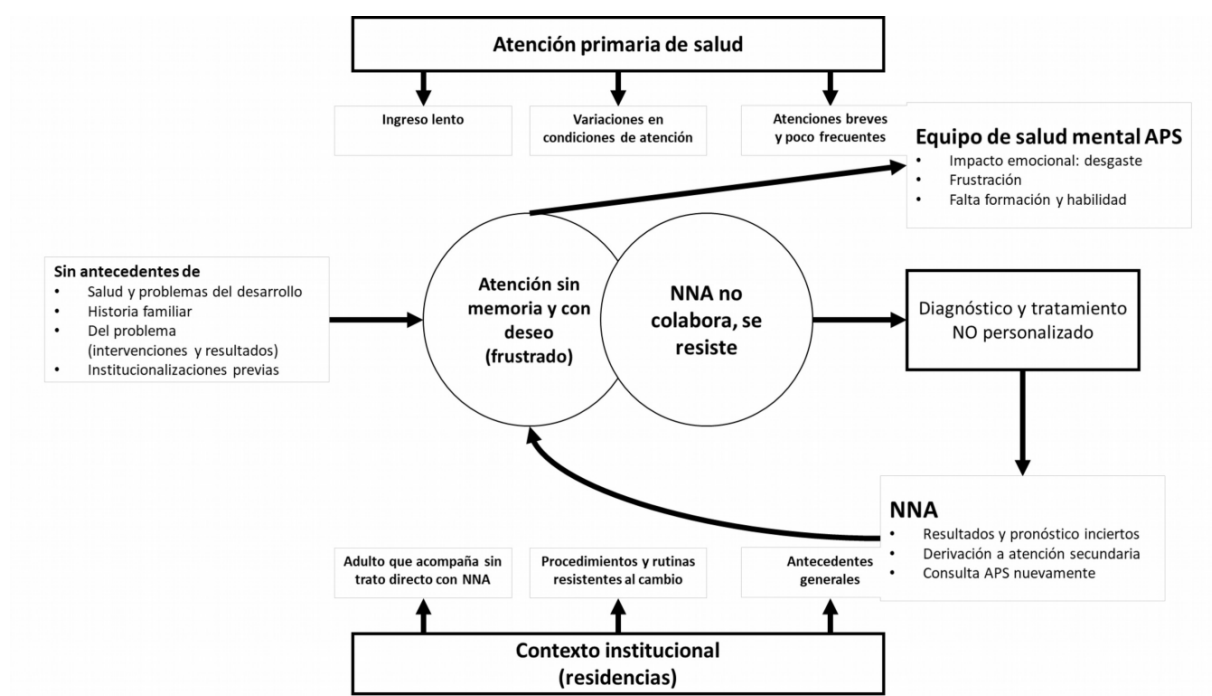 Atención primaria de salud
Ingreso lento
Variaciones en
condiciones de atención
Atenciones breves
y poco frecuentes
Equipo de salud mental APS
• Impacto emocional: desgaste
• Frustración
• Falta formación y habilidad
Sin antecedentes de
• Salud y problemas del desarrollo
• Historia familiar
• Del problema
(intervenciones y resultados)
• Institucionalizaciones previas
Atención sin
memoria y con
deseo
(frustrado)
NNA no
colabora, se
resiste
Diagnóstico y tratamiento
NO personalizado
NNA
• Resultados y pronóstico inciertos
• Derivación a atención secundaria
• Consulta APS nuevamente
Adulto que acompaña sin
trato directo con NNA
Procedimientos y rutinas
resistentes al cambio
Antecedentes
generales
Contexto institucional
(residencias)